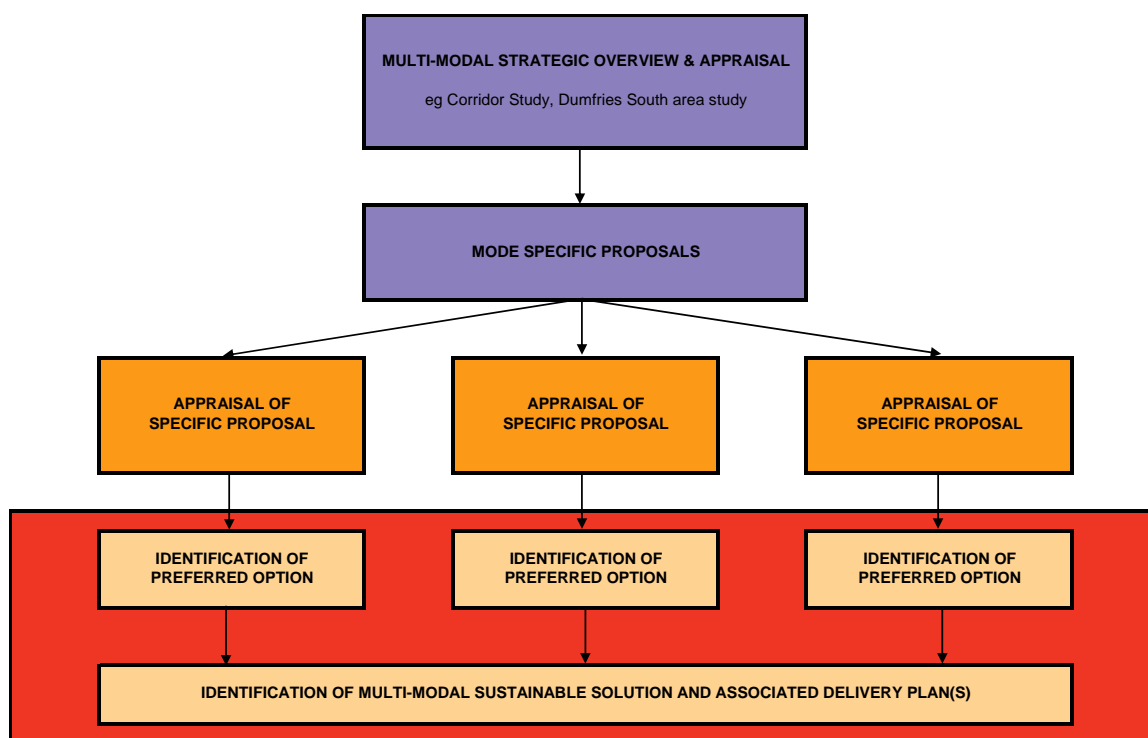 MULTI-MODAL STRATEGIC OVERVIEW & APPRAISAL
eg Corridor Study, Dumfries South area study
MODE SPECIFIC PROPOSALS
APPRAISAL OF
SPECIFIC PROPOSAL
APPRAISAL OF
SPECIFIC PROPOSAL
APPRAISAL OF
SPECIFIC PROPOSAL
IDENTIFICATION OF
PREFERRED OPTION
IDENTIFICATION OF
PREFERRED OPTION
IDENTIFICATION OF
PREFERRED OPTION
IDENTIFICATION OF MULTI-MODAL SUSTAINABLE SOLUTION AND ASSOCIATED DELIVERY PLAN(S)